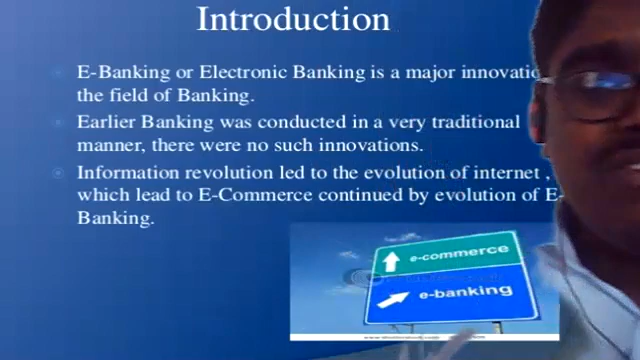 Introduction
E-Banking or Electronic Banking is a major
the field of Banking.
Earlier Banking was conducted in a very traditional
manner, there were no such innovations.
Information revolution led to the evolution of internet ,
which lead to E-Commerce continued by evolution of E-
Banking.
e-commerce
e-banking